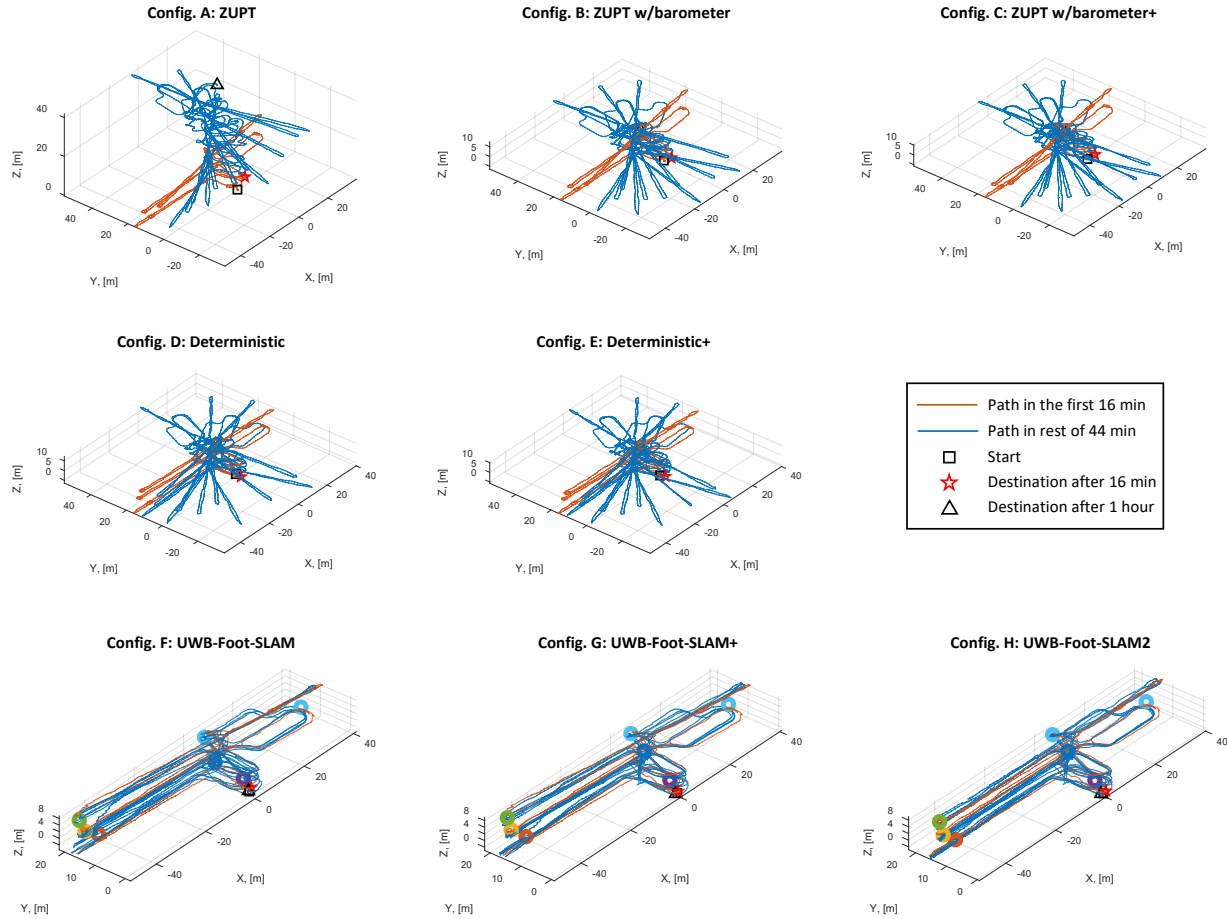 Config. A: ZUPT
Config. B: ZUPT w/barometer
Config. C: ZUPT w/barometer+
40
20
0
Z, [m]
40
20
0
-20
Y, [m]
20
0
-20
-40
X, [m]
10
5
0
Z, [m]
40
20
0
-20
Y, [m]
20
0
-20
-40
X, [m]
10
5
0
Z, [m]
40
20
0
-20
Y, [m]
20
0
-20
-40
X, [m]
Config. D: Deterministic
Config. E: Deterministic+
10
5
0
Z, [m]
40
20
0
-20
Y, [m]
40
20
0
-20
-40
X, [m]
10
5
0
Z, [m]
40
20
0
-20
Y, [m]
40
20
0
-20
-40
X, [m]
Path in the first 16 min
Path in rest of 44 min
Start
Destination after 16 min
Destination after 1 hour
Config. F: UWB-Foot-SLAM
Config. G: UWB-Foot-SLAM+
Config. H: UWB-Foot-SLAM2
8
4
0
Z, [m]
20
10
0
Y, [m]
40
20
0
-20
-40
X, [m]
8
4
0
Z, [m]
20
10
0
Y, [m]
40
20
0
-20
-40
X, [m]
8
4
0
Z, [m]
20
10
0
Y, [m]
40
20
0
-20
-40
X, [m]